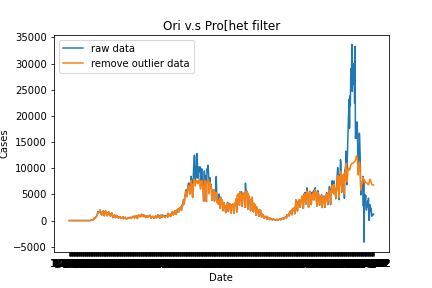 Ori v.s Pro[het filter
raw data
remove outlier data
35000
30000
25000
20000
15000
10000
5000
0
−5000
Cases
Date